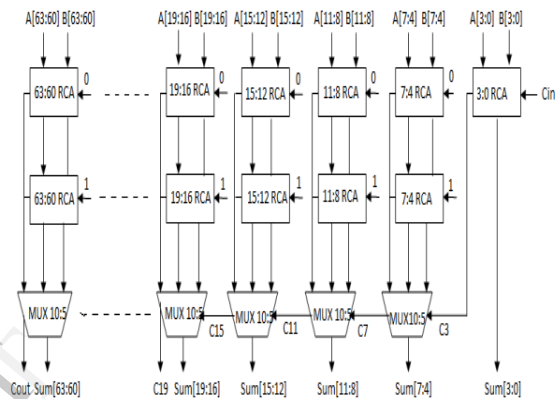 A[63:60] B[63:60] A[19:16] B[19:16] A[15:12] B[15:12] A[11:8] B[11:8] A[7:4] B[7:4] A[3:0] B[3:0]
0 0 0 0 0
63:60 RCA 19:16 RCA 15:12 RCA 11:8 RCA 7:4 RCA 3:0 RCA Cin
1 1 1 1 1
63:60 RCA 19:16 RCA 15:12 RCA 11:8 RCA 7:4 RCA
MUX 10:5 MUX 10:5 MUX 10:5 MUX 10:5 MUX10:5
C15 C11 C7 C3
Cout Sum[63:60] C19 Sum[19:16] Sum[15:12] Sum[11:8] Sum[7:4] Sum[3:0]